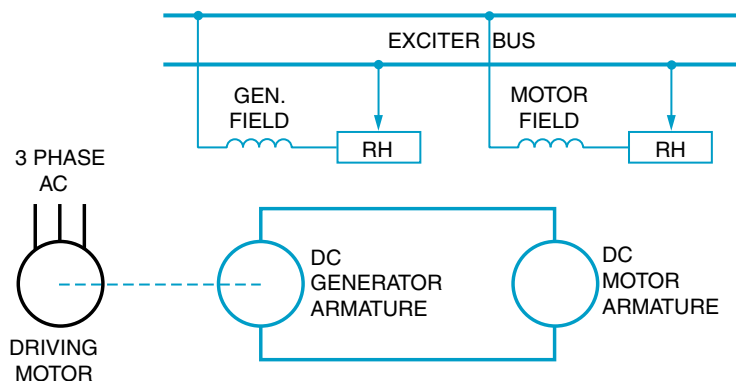 EXCITER BUS
GEN.
FIELD
RH
MOTOR
FIELD
RH
3 PHASE
AC
DRIVING
MOTOR
DC
GENERATOR
ARMATURE
DC
MOTOR
ARMATURE